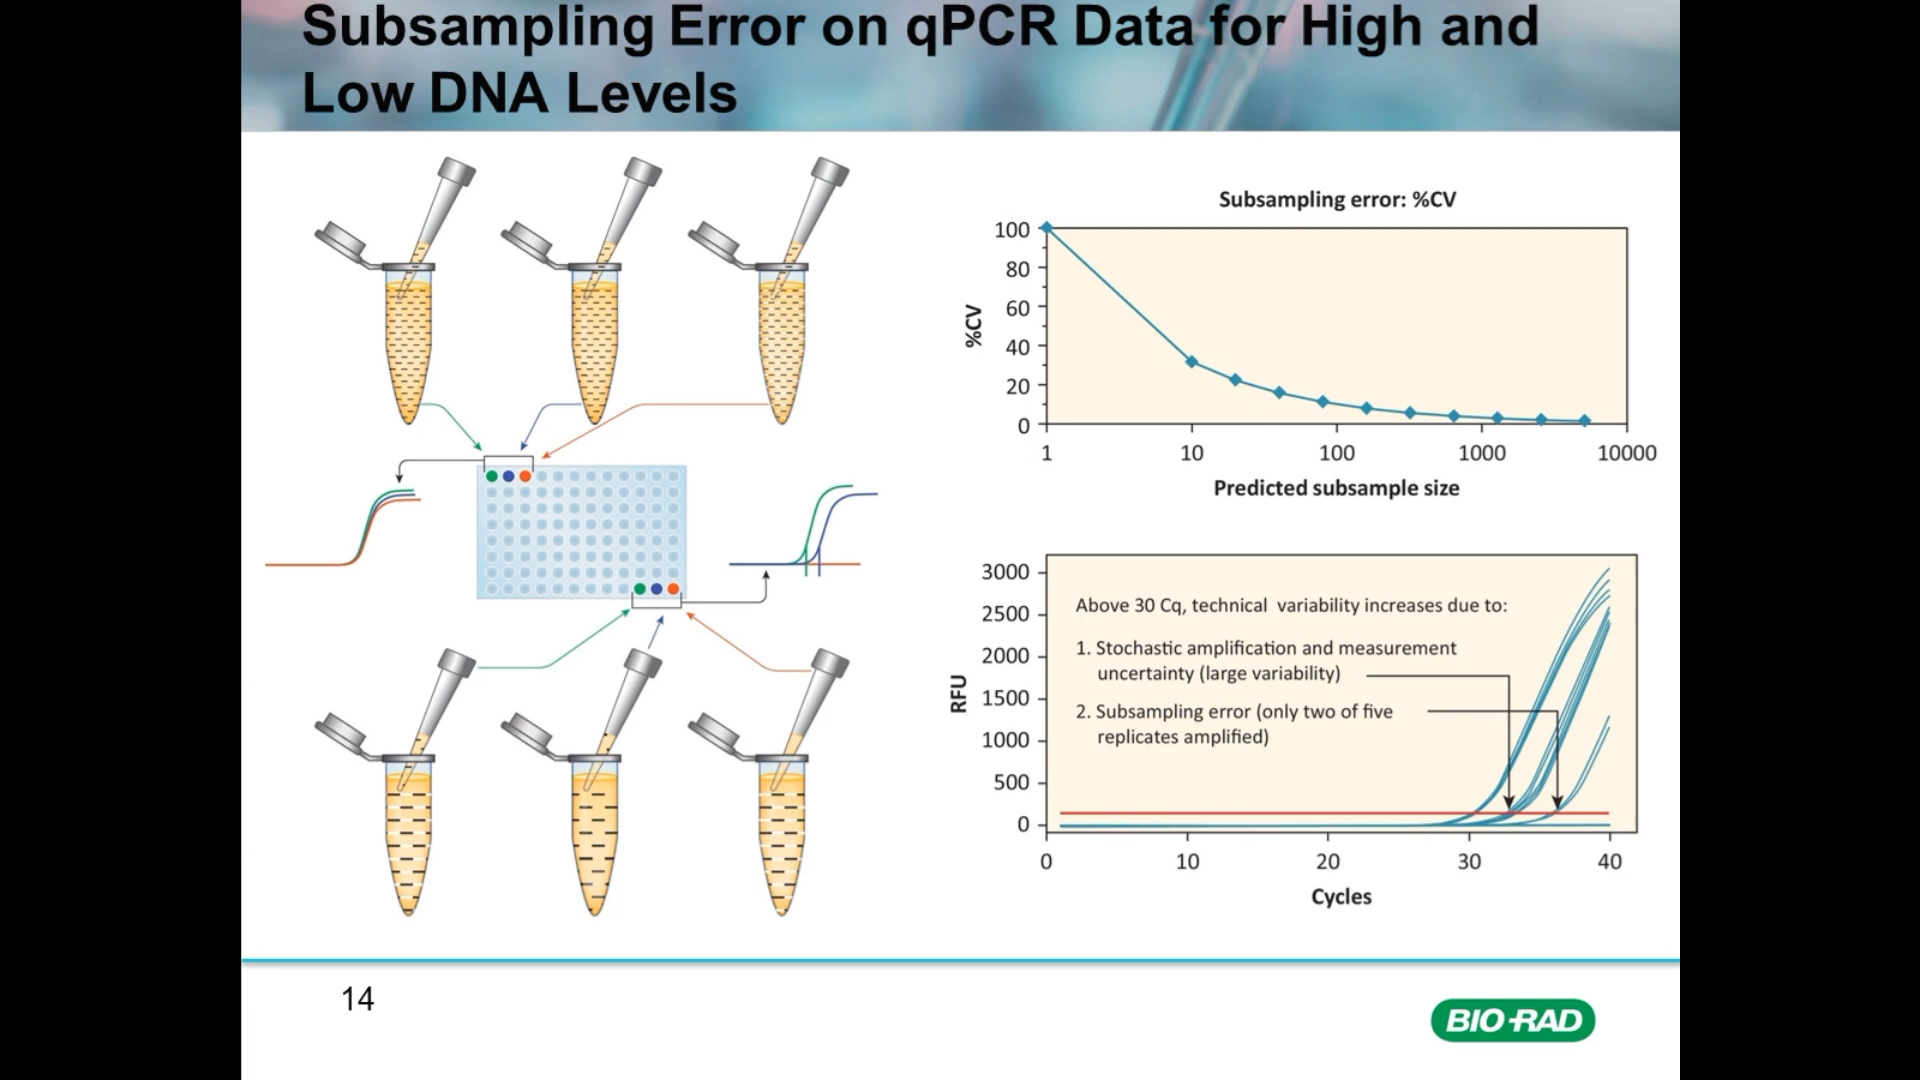 Subsampling Error on qPCR Data for High and
Low DNA Levels
Subsampling error: %CV
%CV
100
80
60
40
20
0
1 10 100 1000 10000
Predicted subsample size
RFU
3000
2500
2000
1500
1000
500
0
Above 30 Cq, technical variability increases due to:
1. Stochastic amplification and measurement
uncertainty (large variability)
2. Subsampling error (only two of five
replicates amplified)
0 10 20 30 40
Cycles
14
BIO-RAD